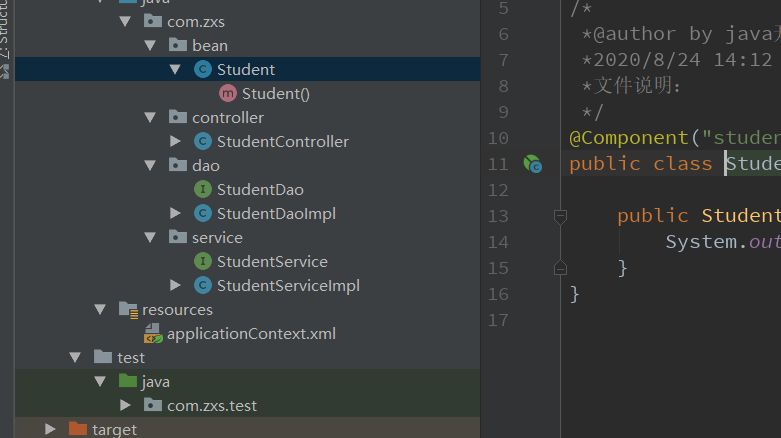 java
com.zxs
bean
Student
Student()
controller
StudentController
dao
StudentDao
StudentDaoImpl
service
StudentService
StudentServiceImpl
resources
applicationContext.xml
test
java
com.zxs.test
target
Z: Structu
5 /*
6 *@author by java
7 *2020/8/24 14:12
8 *文件说明:
9 */
10 @Component("studen
11 public class Stude
12
13 public Student
14 System.out
15 }
16 }
17